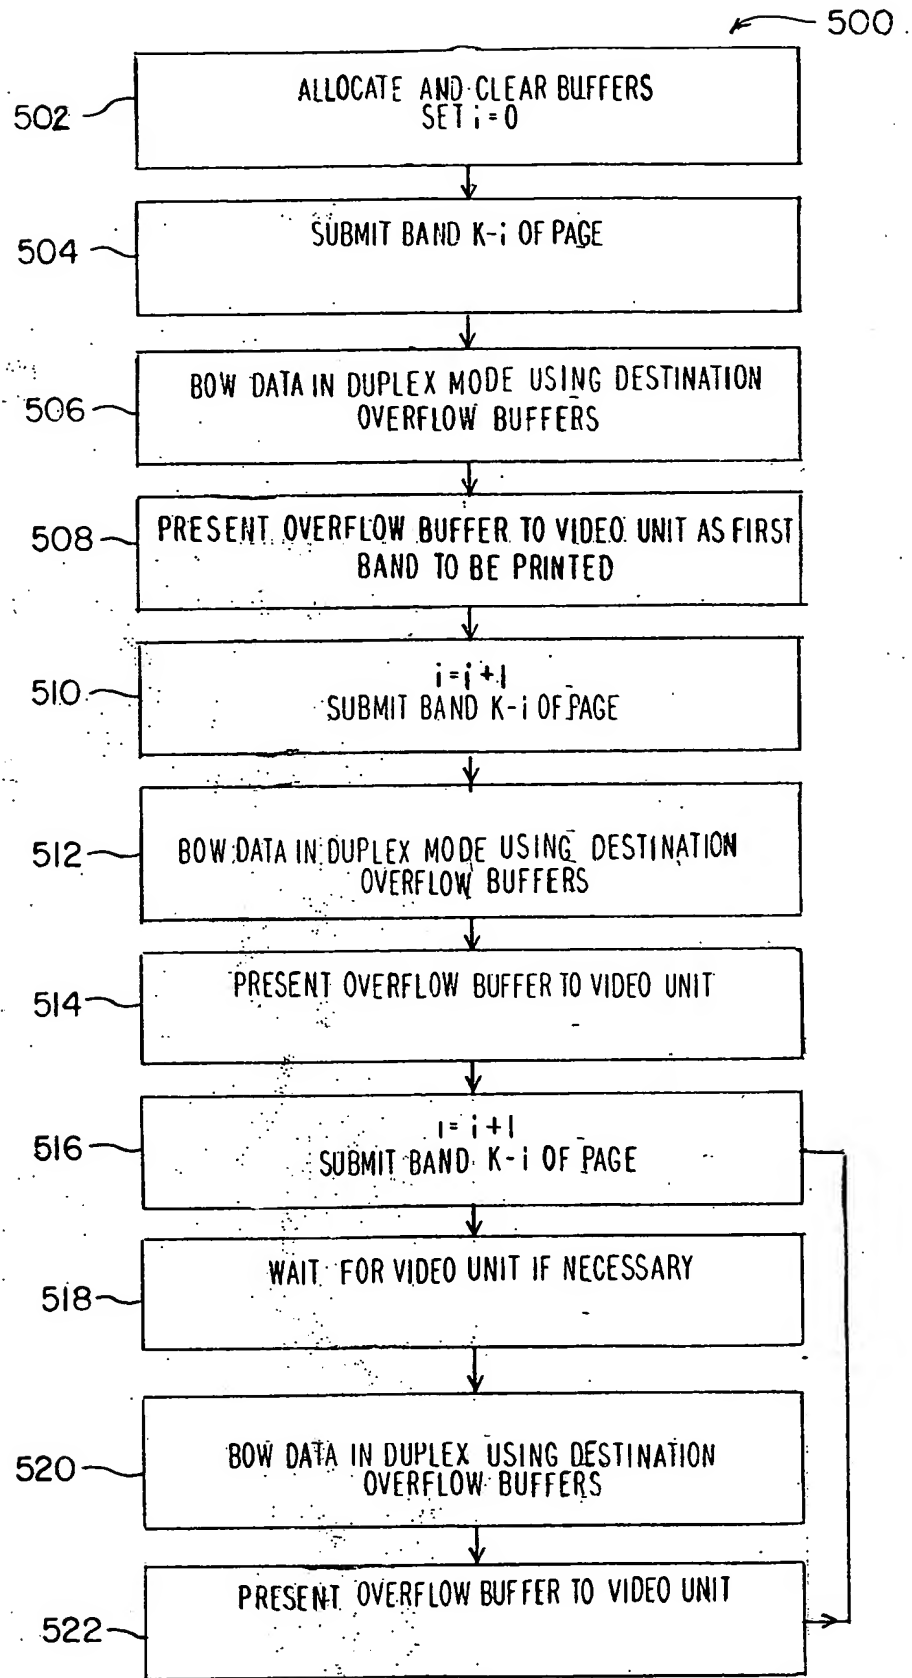 500
502
ALLOCATE AND CLEAR BUFFERS
SET i = 0
504
SUBMIT BAND K-i OF PAGE
506
BOW DATA IN DUPLEX MODE USING DESTINATION
OVERFLOW BUFFERS
508
PRESENT OVERFLOW BUFFER TO VIDEO UNIT AS FIRST
BAND TO BE PRINTED
510
i = i + 1
SUBMIT BAND K-i OF PAGE
512
BOW DATA IN DUPLEX MODE USING DESTINATION
OVERFLOW BUFFERS
514
PRESENT OVERFLOW BUFFER TO VIDEO UNIT
516
i = i + 1
SUBMIT BAND K-i OF PAGE
518
WAIT FOR VIDEO UNIT IF NECESSARY
520
BOW DATA IN DUPLEX USING DESTINATION
OVERFLOW BUFFERS
522
PRESENT OVERFLOW BUFFER TO VIDEO UNIT